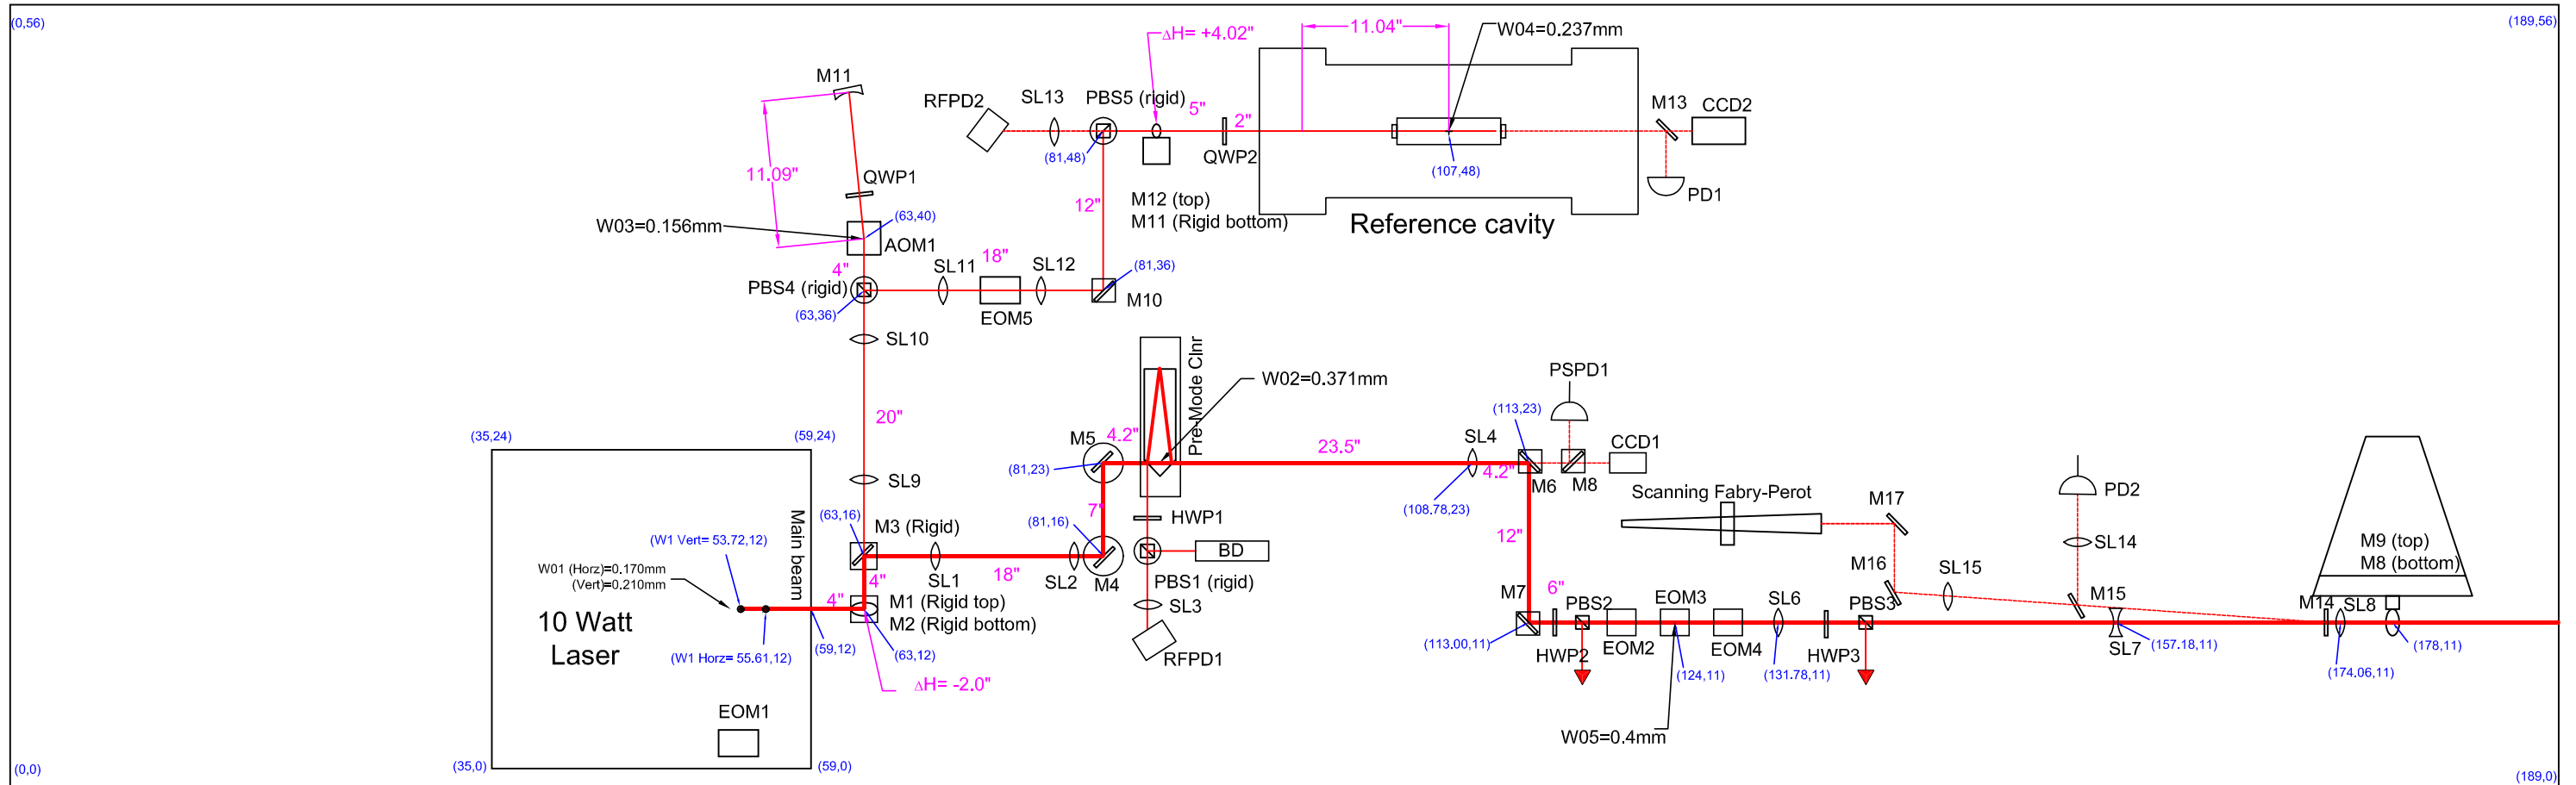 (0,56)
(189,56)
11.04"
W04=0.237mm
ΔH= +4.02"
M11
RFPD2
SL13
PBS5 (rigid)
5"
2"
QWP2
(81,48)
(107,48)
M13
CCD2
PD1
11.09"
QWP1
(63,40)
W03=0.156mm
AOM1
12"
M12 (top)
M11 (Rigid bottom)
Reference cavity
4"
SL11
18"
SL12
(81,36)
PBS4 (rigid)
EOM5
M10
(63,36)
SL10
Pre-Mode Clnr
W02=0.371mm
PSPD1
20"
(113,23)
(35,24)
(59,24)
M5
4.2"
23.5"
SL4
CCD1
(81,23)
4.2"
M6
M8
SL9
(108.78,23)
Scanning Fabry-Perot
M17
PD2
Main beam
(63,16)
M3 (Rigid)
(81,16)
7"
HWP1
12"
(W1 Vert= 53.72,12)
SL14
BD
M9 (top)
M8 (bottom)
W01 (Horz)=0.170mm
(Vert)=0.210mm
SL1
18"
SL2
M4
PBS1 (rigid)
4"
4"
M16
SL15
M1 (Rigid top)
M2 (Rigid bottom)
SL3
M7
6"
PBS2
EOM3
SL6
PBS3
M15
M14
SL8
10 Watt
Laser
(113.00,11)
(W1 Horz= 55.61,12)
(59,12)
(63,12)
RFPD1
HWP2
EOM2
EOM4
HWP3
SL7
(157.18,11)
(178,11)
(124,11)
(131.78,11)
(174.06,11)
ΔH= -2.0"
EOM1
W05=0.4mm
(0,0)
(35,0)
(59,0)
(189,0)